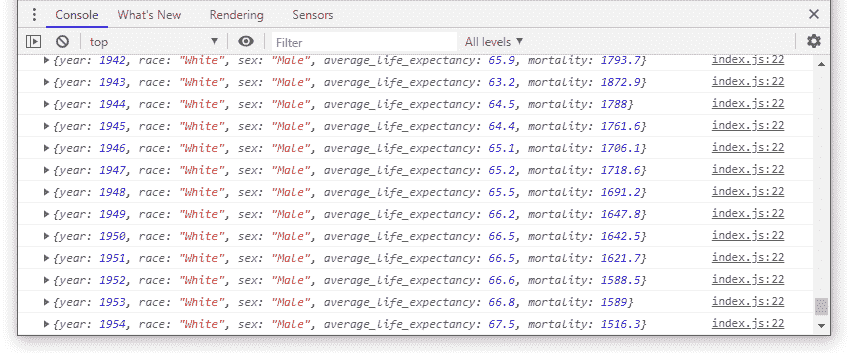 Console What's New Rendering Sensors
top Filter All levels
{year: 1942, race: "White", sex: "Male", average_life_expectancy: 65.9, mortality: 1793.7} index.js:22
{year: 1943, race: "White", sex: "Male", average_life_expectancy: 63.2, mortality: 1872.9} index.js:22
{year: 1944, race: "White", sex: "Male", average_life_expectancy: 64.5, mortality: 1788} index.js:22
{year: 1945, race: "White", sex: "Male", average_life_expectancy: 64.4, mortality: 1761.6} index.js:22
{year: 1946, race: "White", sex: "Male", average_life_expectancy: 65.1, mortality: 1706.1} index.js:22
{year: 1947, race: "White", sex: "Male", average_life_expectancy: 65.2, mortality: 1718.6} index.js:22
{year: 1948, race: "White", sex: "Male", average_life_expectancy: 65.5, mortality: 1691.2} index.js:22
{year: 1949, race: "White", sex: "Male", average_life_expectancy: 66.2, mortality: 1647.8} index.js:22
{year: 1950, race: "White", sex: "Male", average_life_expectancy: 66.5, mortality: 1642.5} index.js:22
{year: 1951, race: "White", sex: "Male", average_life_expectancy: 66.5, mortality: 1621.7} index.js:22
{year: 1952, race: "White", sex: "Male", average_life_expectancy: 66.6, mortality: 1588.5} index.js:22
{year: 1953, race: "White", sex: "Male", average_life_expectancy: 66.8, mortality: 1589} index.js:22
{year: 1954, race: "White", sex: "Male", average_life_expectancy: 67.5, mortality: 1516.3} index.js:22